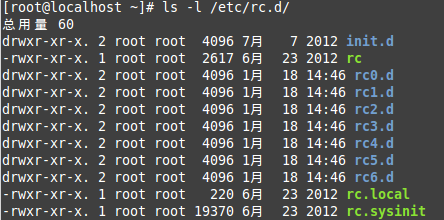 [root@localhost ~]# ls -l /etc/rc.d/
总用量 60
drwxr-xr-x. 2 root root  4096 7月   7 2012 init.d
-rwxr-xr-x. 1 root root  2617 6月  23 2012 rc
drwxr-xr-x. 2 root root  4096 1月  18 14:46 rc0.d
drwxr-xr-x. 2 root root  4096 1月  18 14:46 rc1.d
drwxr-xr-x. 2 root root  4096 1月  18 14:46 rc2.d
drwxr-xr-x. 2 root root  4096 1月  18 14:46 rc3.d
drwxr-xr-x. 2 root root  4096 1月  18 14:46 rc4.d
drwxr-xr-x. 2 root root  4096 1月  18 14:46 rc5.d
drwxr-xr-x. 2 root root  4096 1月  18 14:46 rc6.d
-rwxr-xr-x. 1 root root   220 6月  23 2012 rc.local
-rwxr-xr-x. 1 root root 19370 6月  23 2012 rc.sysinit